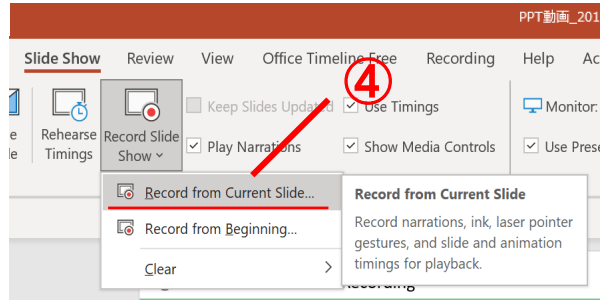 PPT動画_201
Slide Show Review View Office Timeline Free Recording Help Ac
Keep Slides Updated Use Timings Monitor:
Rehearse Timings
Record Slide Show
Play Narrations Show Media Controls Use Prese
④
Record from Current Slide...
Record from Beginning...
Clear
Record from Current Slide
Record narrations, ink, laser pointer
gestures, and slide and animation
timings for playback.
Recording